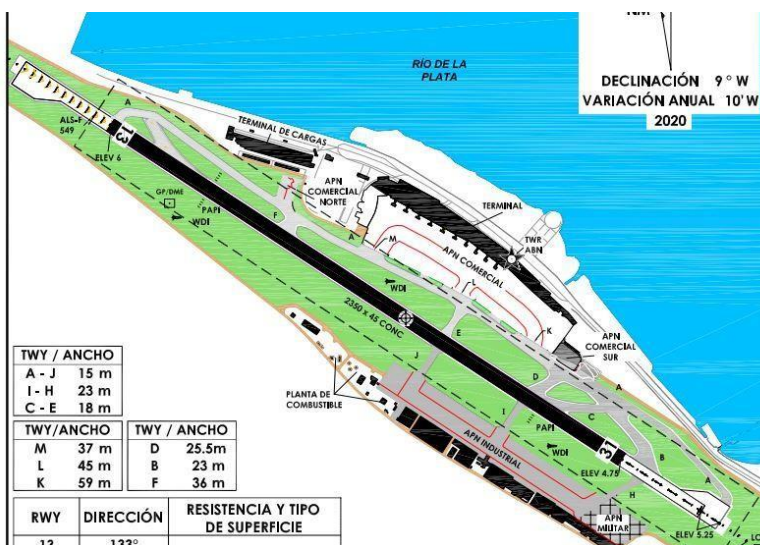 RÍO DE LA
PLATA
DECLINACIÓN 9° W
VARIACIÓN ANUAL 10' W
2020
A
ALS-F
549
13
ELEV 6
TERMINAL DE CARGAS
APN
COMERCIAL
NORTE
TERMINAL
TWR
ABN
GP/DME
PAPI
WDI
F
A
M
APN COMERCIAL
WDI
L
2350 x 45 CONC
E
K
J
APN
COMERCIAL
SUR
D
A
PLANTA DE
COMBUSTIBLE
I
C
PAPI
APN INDUSTRIAL
WDI
31
ELEV 4.75
B
A
H
APN
MILITAR
ELEV 5.25
TWY / ANCHO
A - J 15 m
I - H 23 m
C - E 18 m
TWY/ANCHO
M 37 m
L 45 m
K 59 m
TWY / ANCHO
D 25.5m
B 23 m
F 36 m
RWY DIRECCIÓN RESISTENCIA Y TIPO
DE SUPERFICIE
13 133°